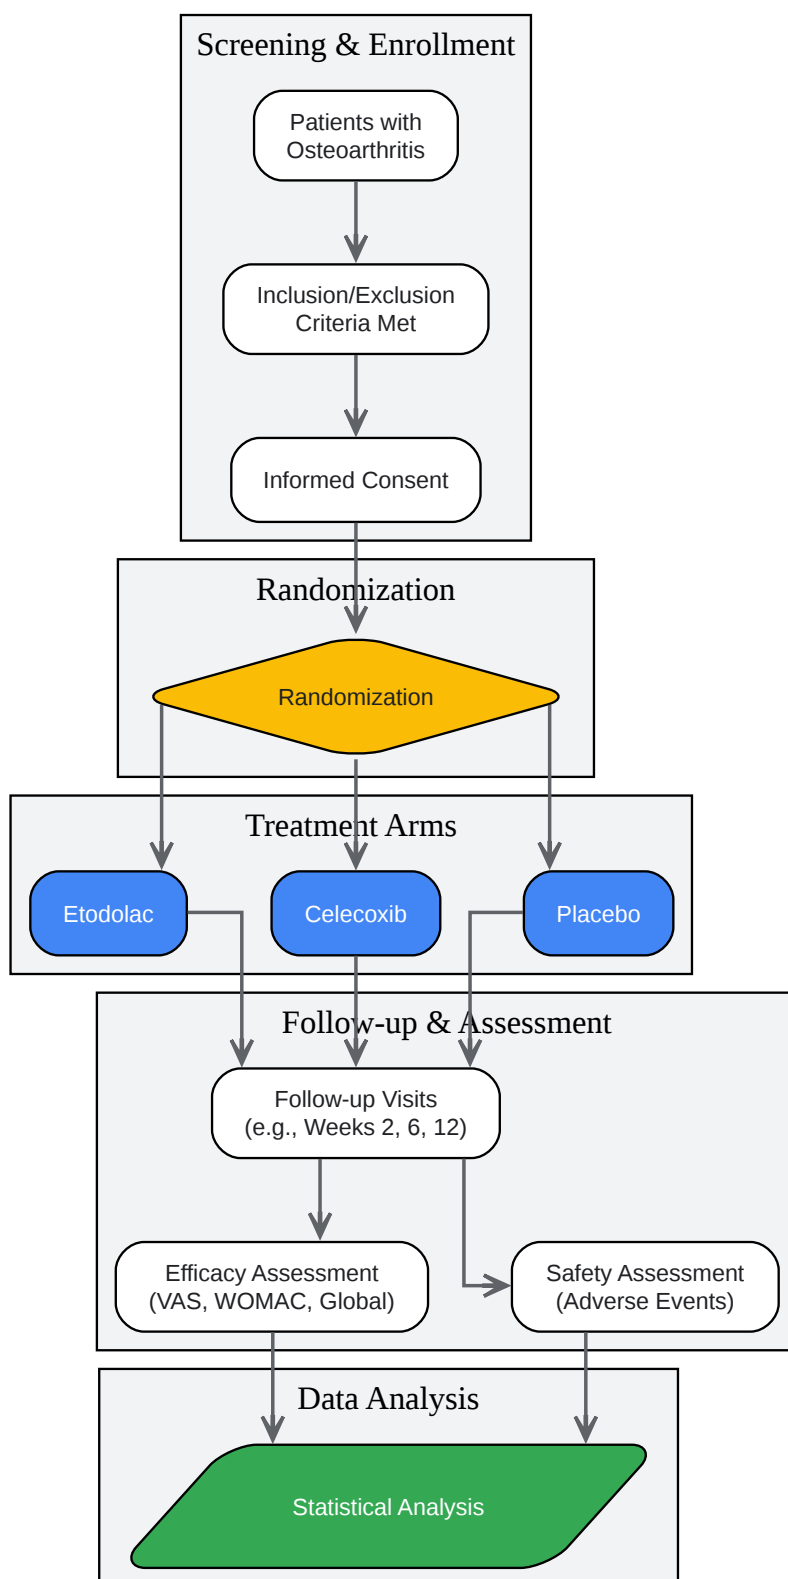 Screening & Enrollment
Patients with
Osteoarthritis
Inclusion/Exclusion
Criteria Met
Informed Consent
Randomization
Randomization
Treatment Arms
Etodolac
Celecoxib
Placebo
Follow-up & Assessment
Follow-up Visits
(e.g., Weeks 2, 6, 12)
Efficacy Assessment
(VAS, WOMAC, Global)
Safety Assessment
(Adverse Events)
Data Analysis
Statistical Analysis